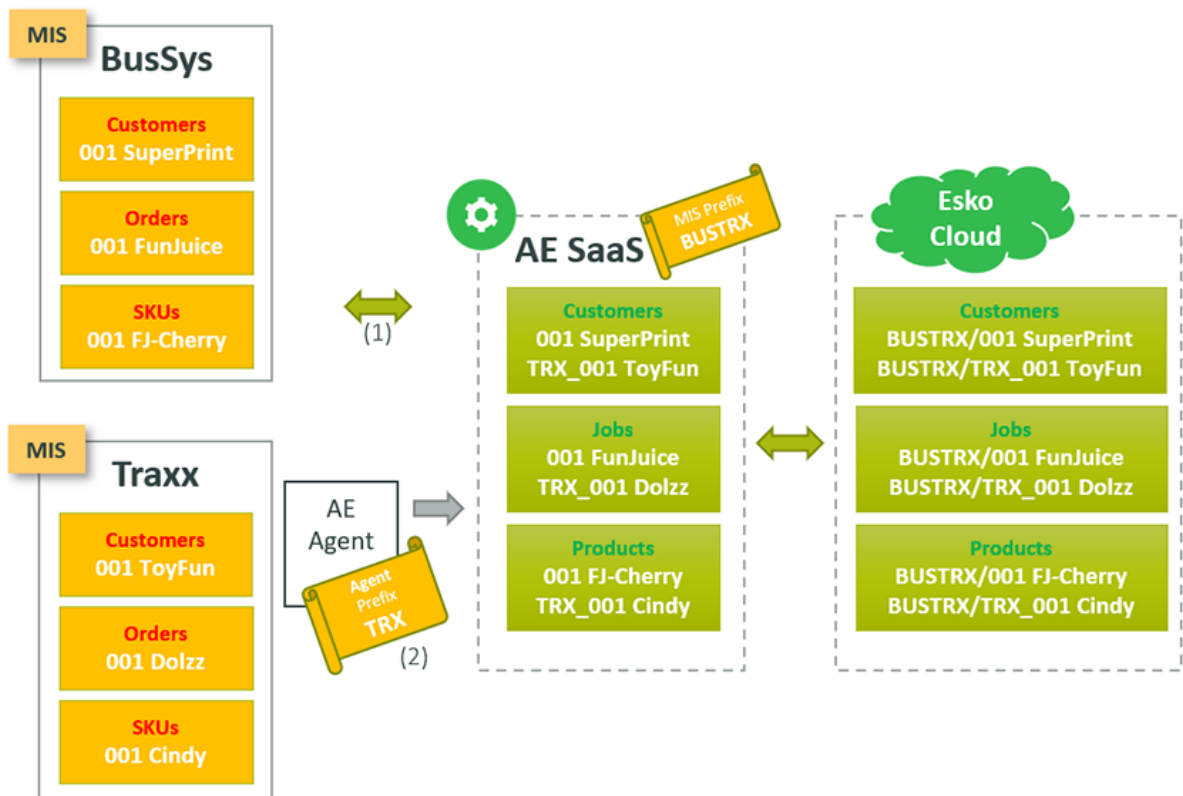 MIS
BusSys
Customers
001 SuperPrint
Orders
001 FunJuice
SKUs
001 FJ-Cherry
(1)
MIS
Traxx
Customers
001 ToyFun
Orders
001 Dolzz
SKUs
001 Cindy
AE
Agent
Agent
Prefix
TRX
(2)
AE SaaS
MIS Prefix
BUSTRX
Customers
001 SuperPrint
TRX_001 ToyFun
Jobs
001 FunJuice
TRX_001 Dolzz
Products
001 FJ-Cherry
TRX_001 Cindy
Esko
Cloud
Customers
BUSTRX/001 SuperPrint
BUSTRX/TRX_001 ToyFun
Jobs
BUSTRX/001 FunJuice
BUSTRX/TRX_001 Dolzz
Products
BUSTRX/001 FJ-Cherry
BUSTRX/TRX_001 Cindy